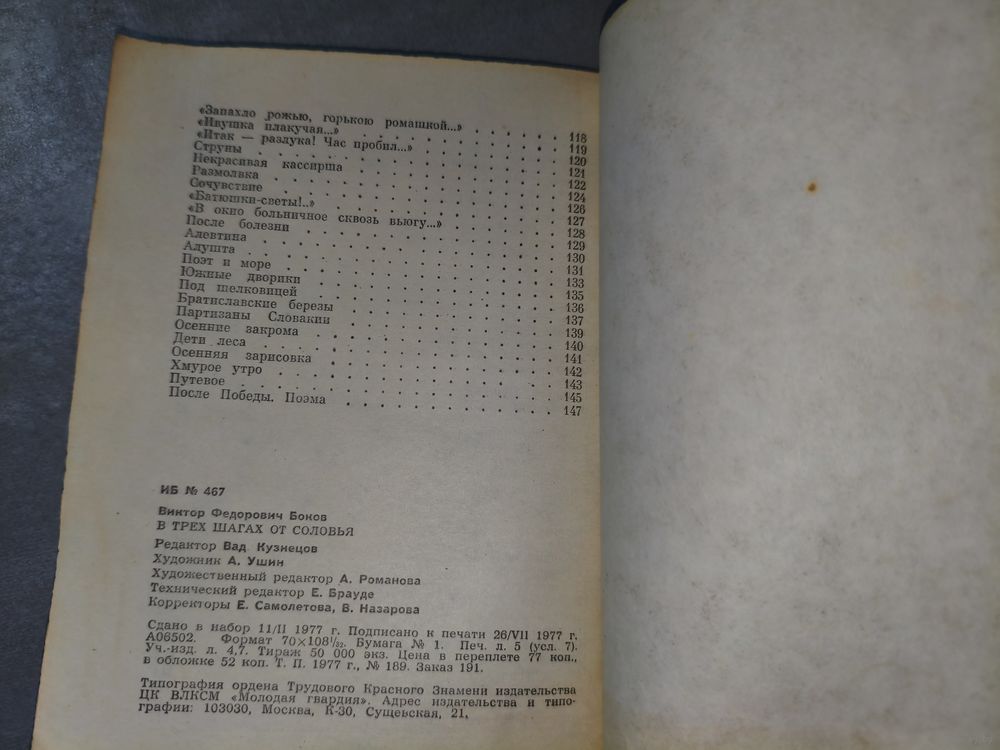 «Запахло рожью, горькою ромашкой...» . . . . . . 118
«Ивушка плакучая...» . . . . . . 119
«Итак — разлука! Час пробил...» . . . . . . 120
Струны . . . . . . 121
Некрасивая кассирша . . . . . . 122
Размолвка . . . . . . 124
Сочувствие . . . . . . 126
«Батюшки-светы!..» . . . . . . 127
«В окно больничное сквозь вьюгу...» . . . . . . 128
После болезни . . . . . . 129
Алевтина . . . . . . 130
Алушта . . . . . . 131
Поэт и море . . . . . . 133
Южные дворики . . . . . . 135
Под шелковицей . . . . . . 136
Братиславские березы . . . . . . 137
Партизаны Словакии . . . . . . 139
Осенние закрома . . . . . . 140
Дети леса . . . . . . 141
Осенняя зарисовка . . . . . . 142
Хмурое утро . . . . . . 143
Путевое . . . . . . 145
После Победы. Поэма . . . . . . 147
ИБ № 467
Виктор Федорович Боков
В ТРЕХ ШАГАХ ОТ СОЛОВЬЯ
Редактор Вад Кузнецов
Художник А. Ушин
Художественный редактор А. Романова
Технический редактор Е. Брауде
Корректоры Е. Самолетова, В. Назарова
Сдано в набор 11/II 1977 г. Подписано к печати 26/VII 1977 г.
А06502. Формат 70×108¹/₃₂. Бумага № 1. Печ. л. 5 (усл. 7).
Уч.-изд. л. 4,7. Тираж 50 000 экз. Цена в переплете 77 коп.,
в обложке 52 коп. Т. П. 1977 г., № 189. Заказ 191.
Типография ордена Трудового Красного Знамени издательства
ЦК ВЛКСМ «Молодая гвардия». Адрес издательства и типо-
графии: 103030, Москва, К-30, Сущевская, 21.